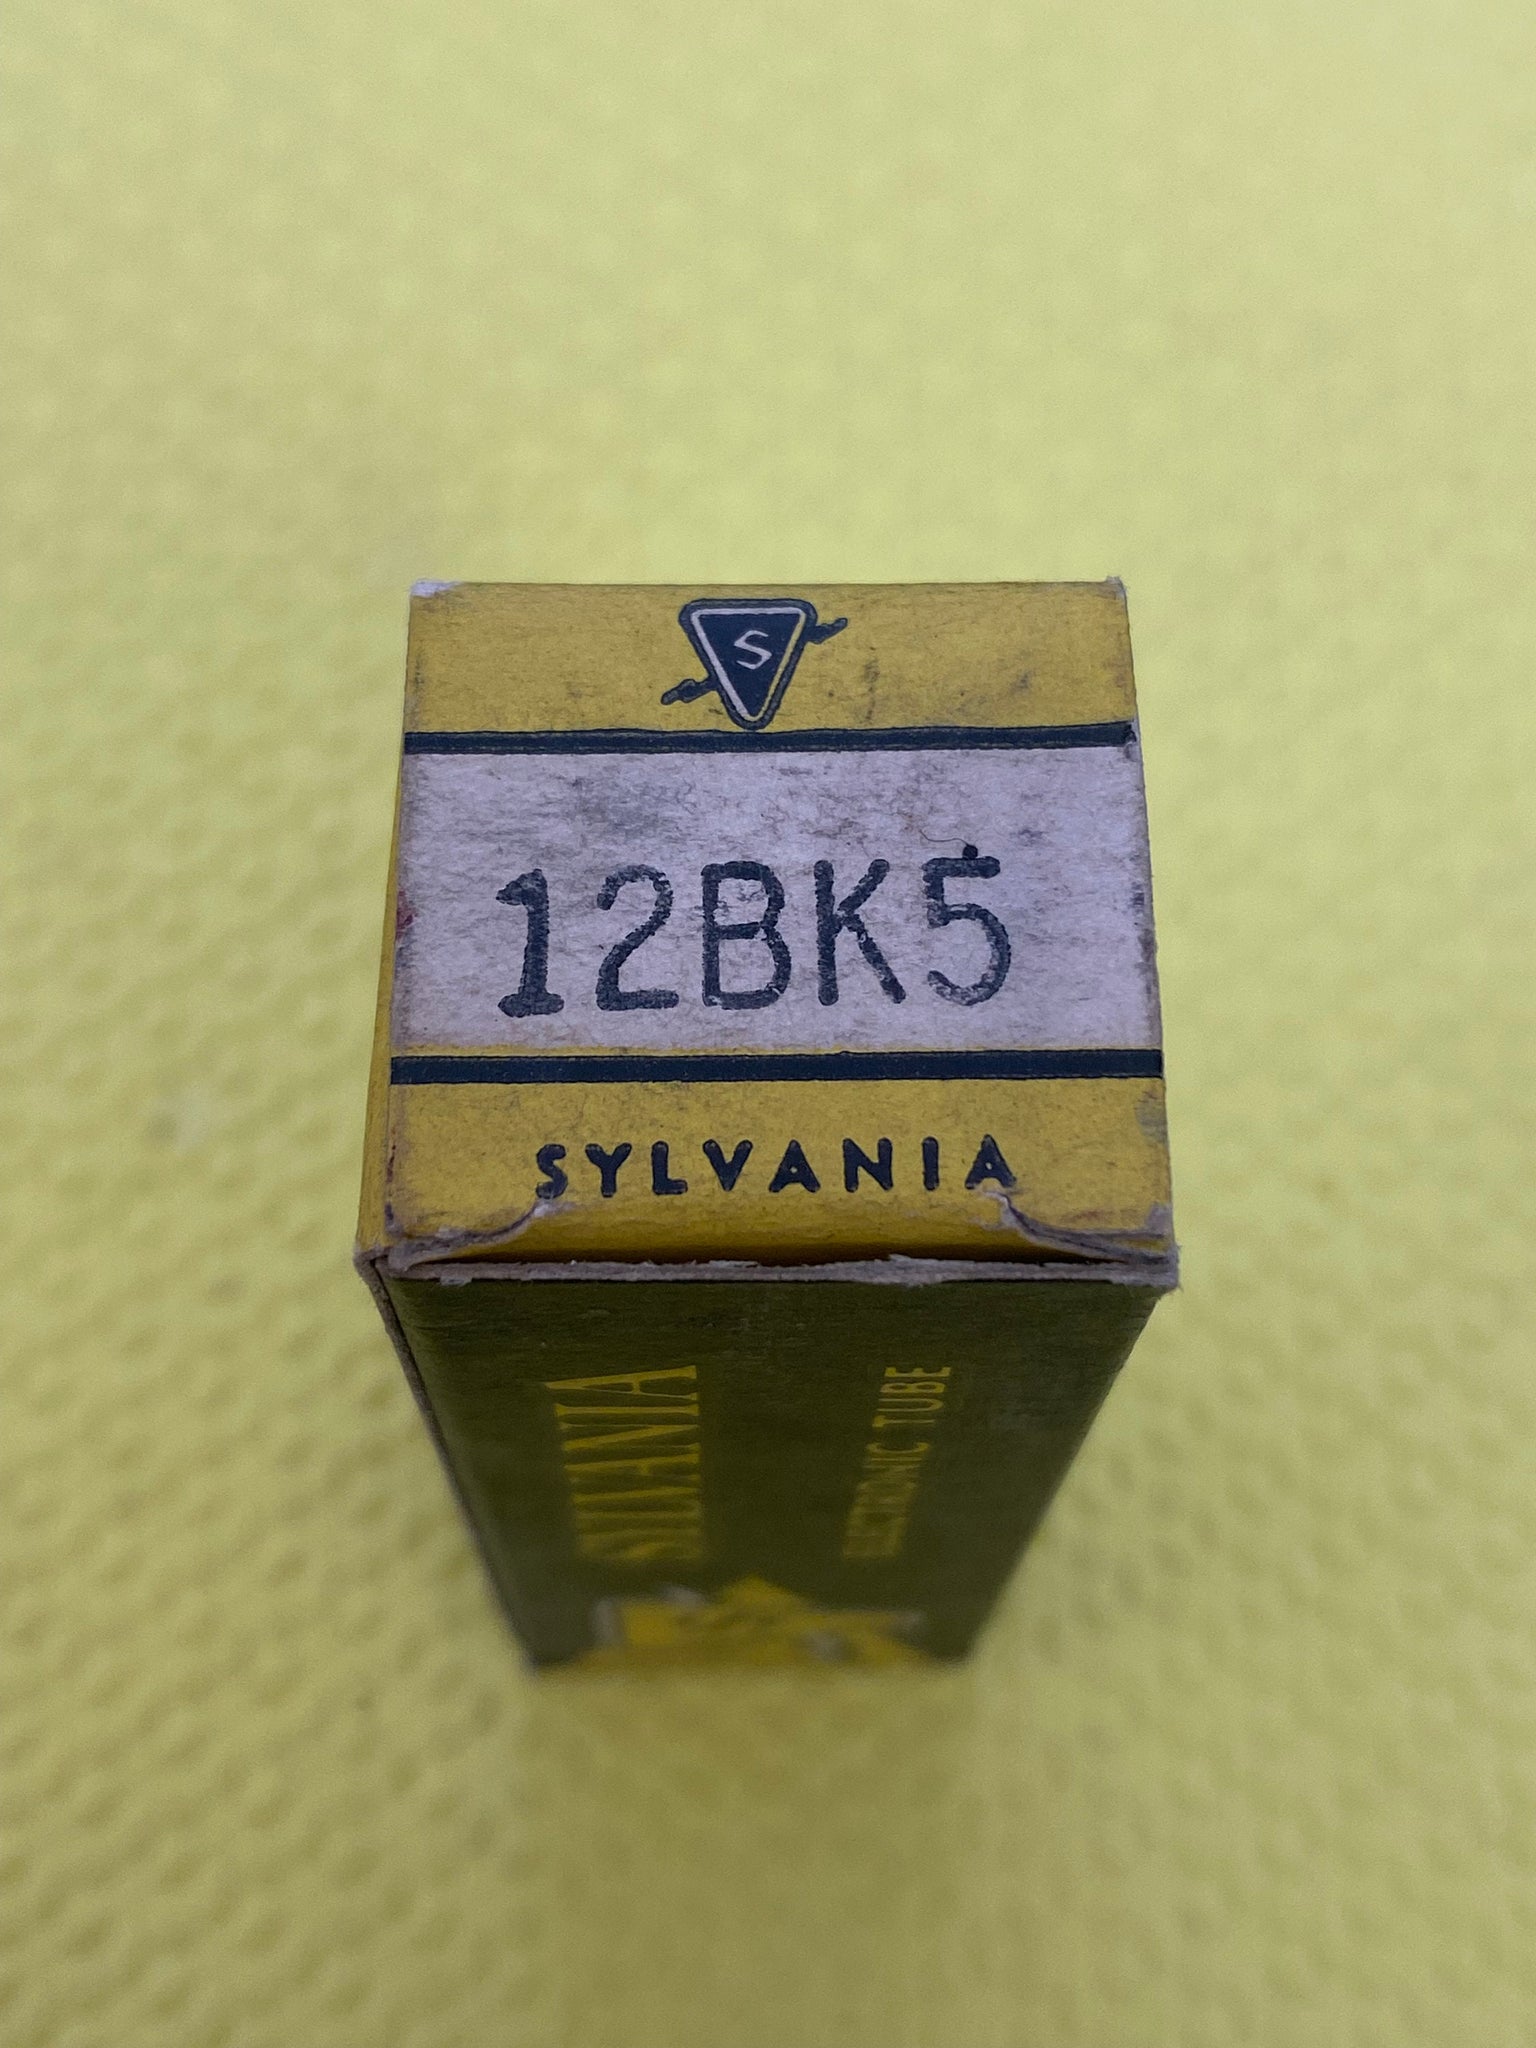 S
12BK5
SYLVANIA
SYLVANIA
ELECTRONIC TUBE